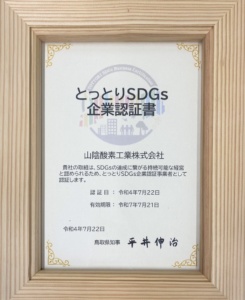 とっとりSDGs
企業認証書
山陰酸素工業株式会社
貴社の取組は、SDGsの達成に繋がる持続可能な経営
と認められるため、とっとりSDGs企業認証事業者として
認証します。
認証日：令和4年7月22日
有効期限：令和7年7月21日
令和4年7月22日
鳥取県知事 平井伸治